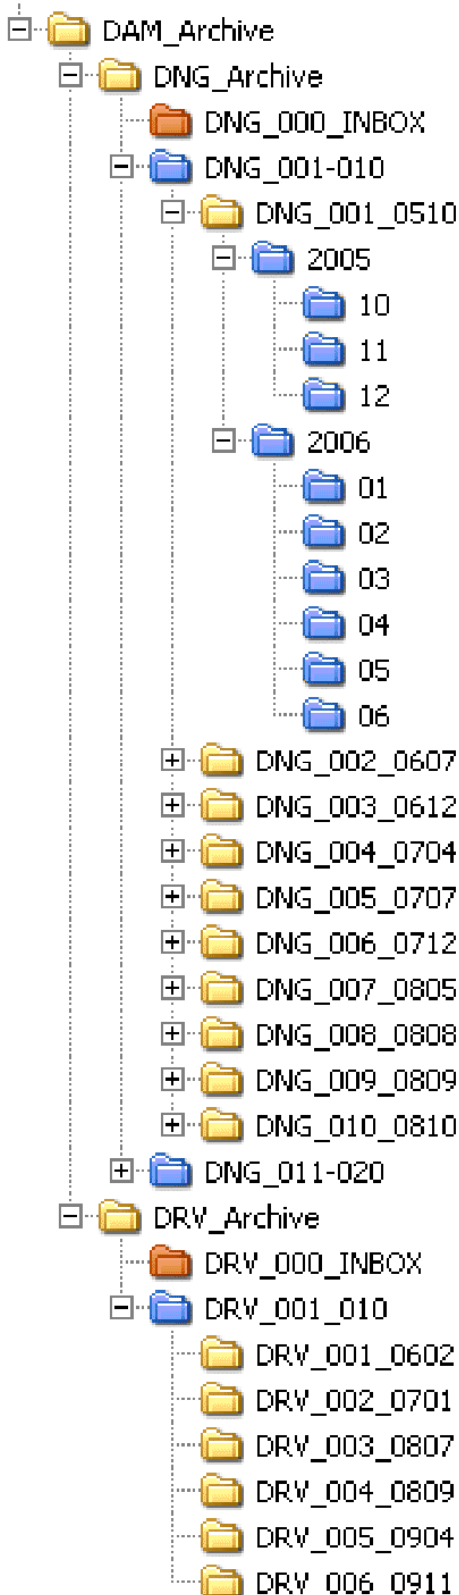 DAM_Archive
DNG_Archive
DNG_000_INBOX
DNG_001-010
DNG_001_0510
2005
10
11
12
2006
01
02
03
04
05
06
DNG_002_0607
DNG_003_0612
DNG_004_0704
DNG_005_0707
DNG_006_0712
DNG_007_0805
DNG_008_0808
DNG_009_0809
DNG_010_0810
DNG_011-020
DRV_Archive
DRV_000_INBOX
DRV_001_010
DRV_001_0602
DRV_002_0701
DRV_003_0807
DRV_004_0809
DRV_005_0904
DRV_006_0911